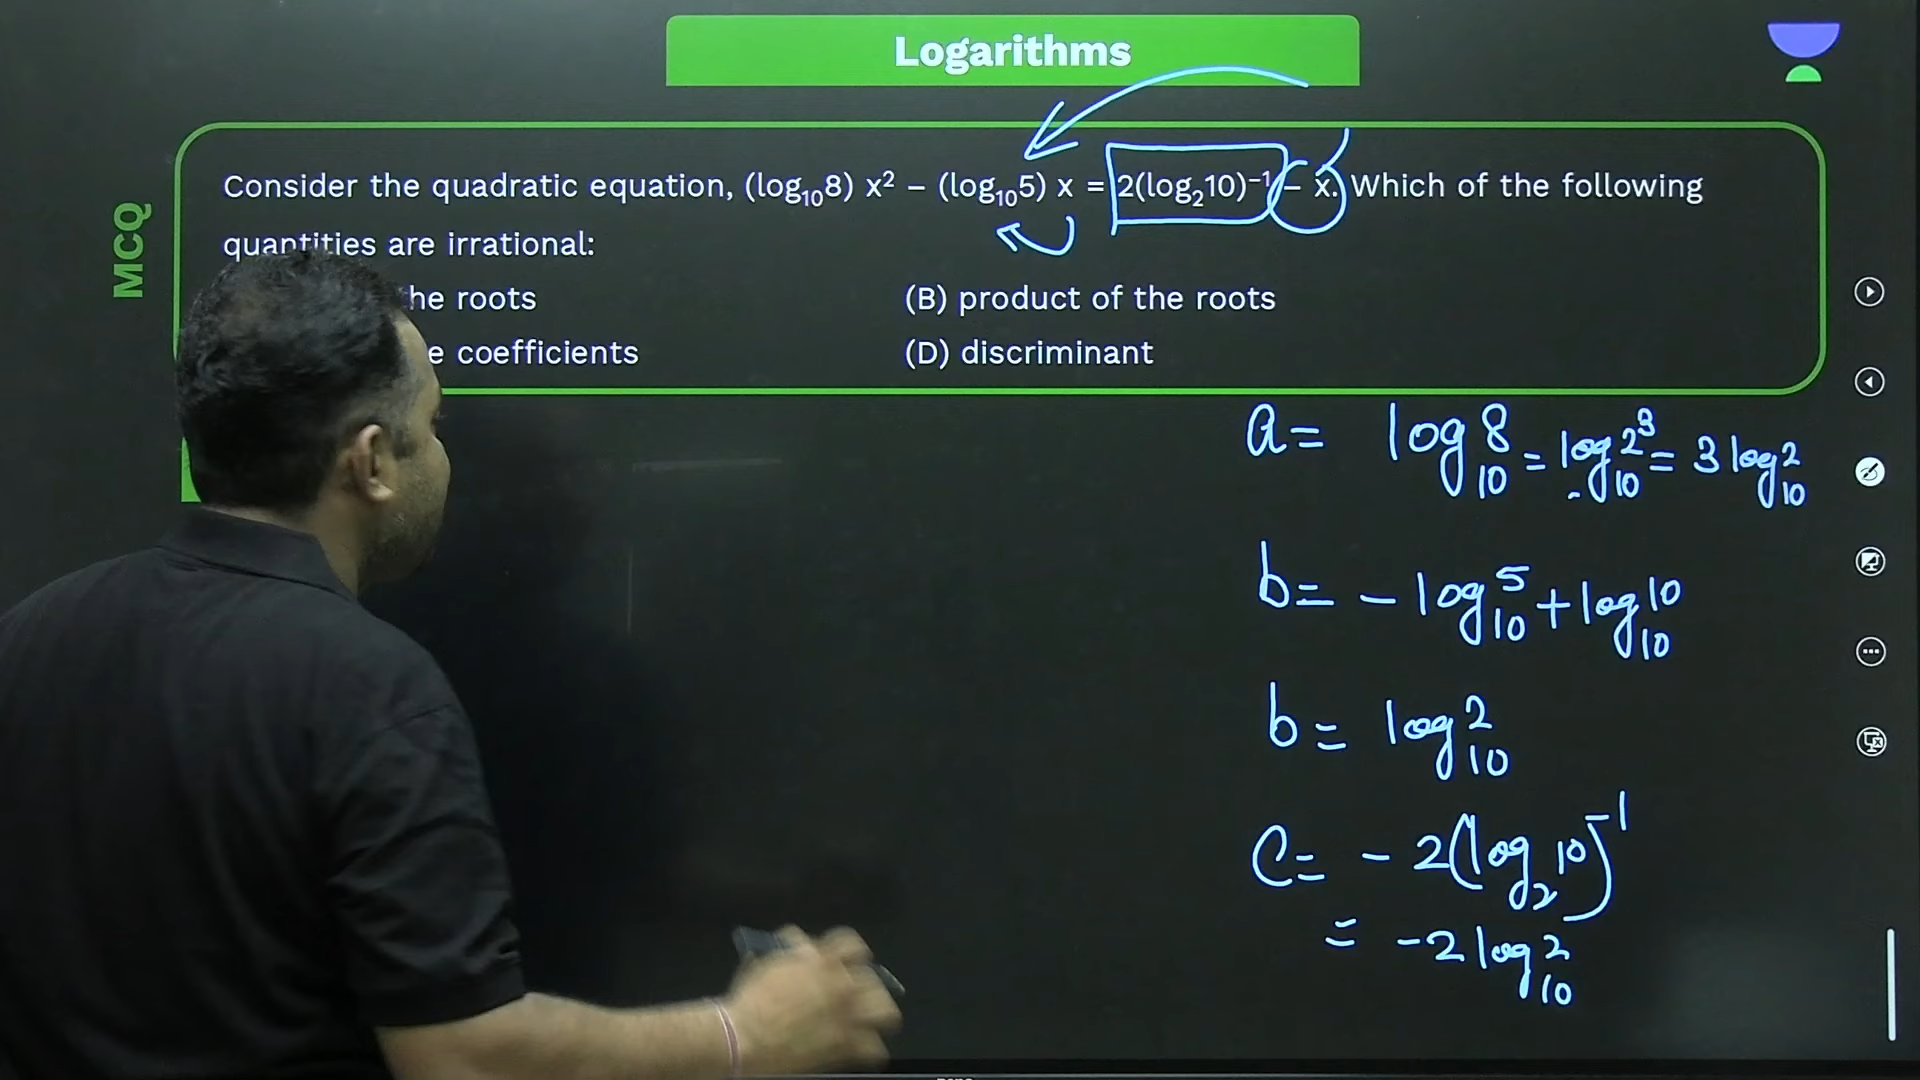 Logarithms
MCQ
Consider the quadratic equation, (log₁₀8) x² – (log₁₀5) x = 2(log₂10)⁻¹ – x. Which of the following
quantities are irrational:
he roots
(B) product of the roots
e coefficients
(D) discriminant
a = log₁₀8 = log₁₀2³ = 3 log₁₀2
b = – log₁₀5 + log₁₀10
b = log₁₀2
C = – 2(log₂10)⁻¹
= -2 log₁₀2